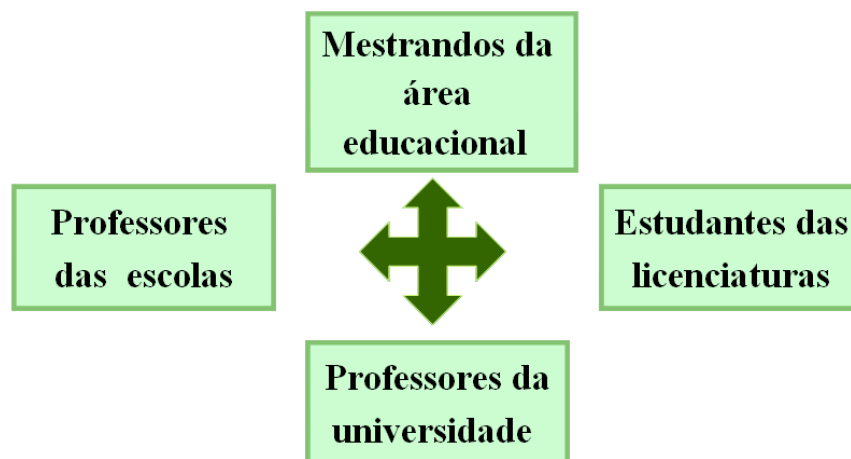 Mestrandos da
área
educacional
Professores
das escolas
Estudantes das
licenciaturas
Professores da
universidade